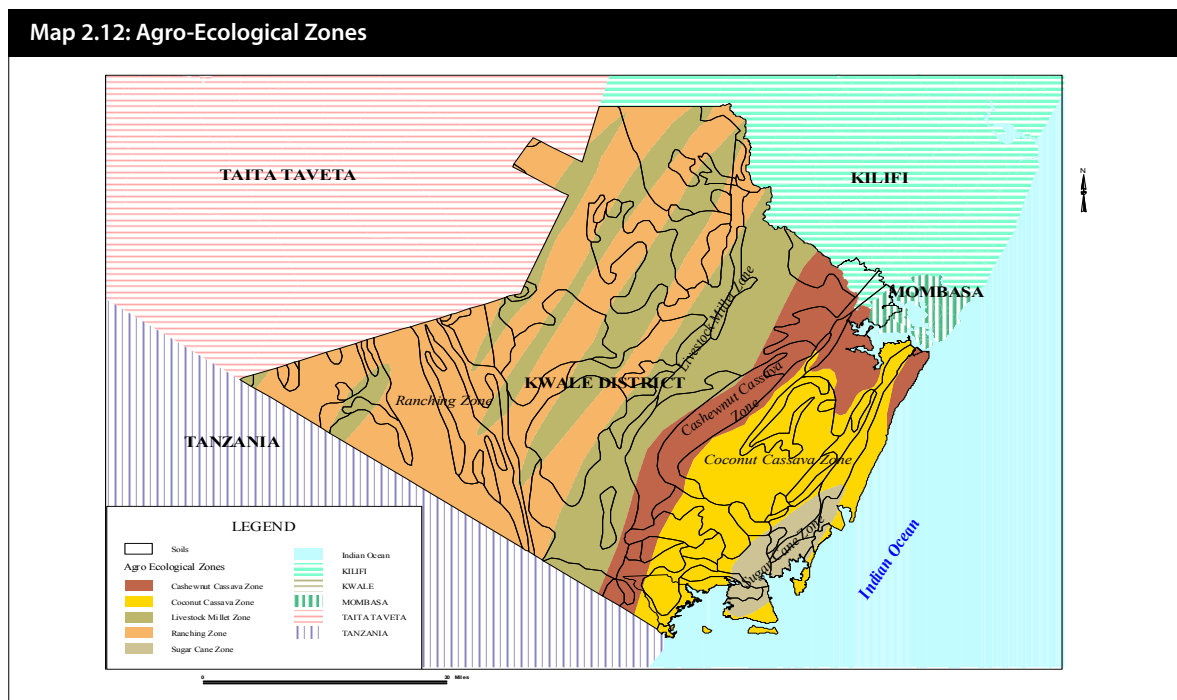 Map 2.12: Agro-Ecological Zones
TAITA TAVETA
KILIFI
N
MOMBASA
Livestock Millet Zone
KWALE DISTRICT
Ranching Zone
Cashewnut Cassava
Zone
TANZANIA
Coconut Cassava Zone
Sugar Cane Zone
Indian Ocean
LEGEND
Soils
Agro Ecological Zones
Cashewnut Cassava Zone
Coconut Cassava Zone
Livestock Millet Zone
Ranching Zone
Sugar Cane Zone
Indian Ocean
KILIFI
KWALE
MOMBASA
TAITA TAVETA
TANZANIA
0 20 Miles